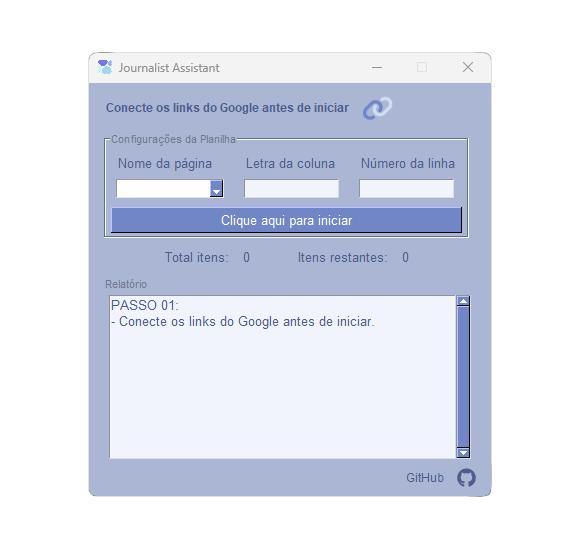 Journalist Assistant
Conecte os links do Google antes de iniciar
Configurações da Planilha
Nome da página Letra da coluna Número da linha
Clique aqui para iniciar
Total itens: 0 Itens restantes: 0
Relatório
PASSO 01:
- Conecte os links do Google antes de iniciar.
GitHub